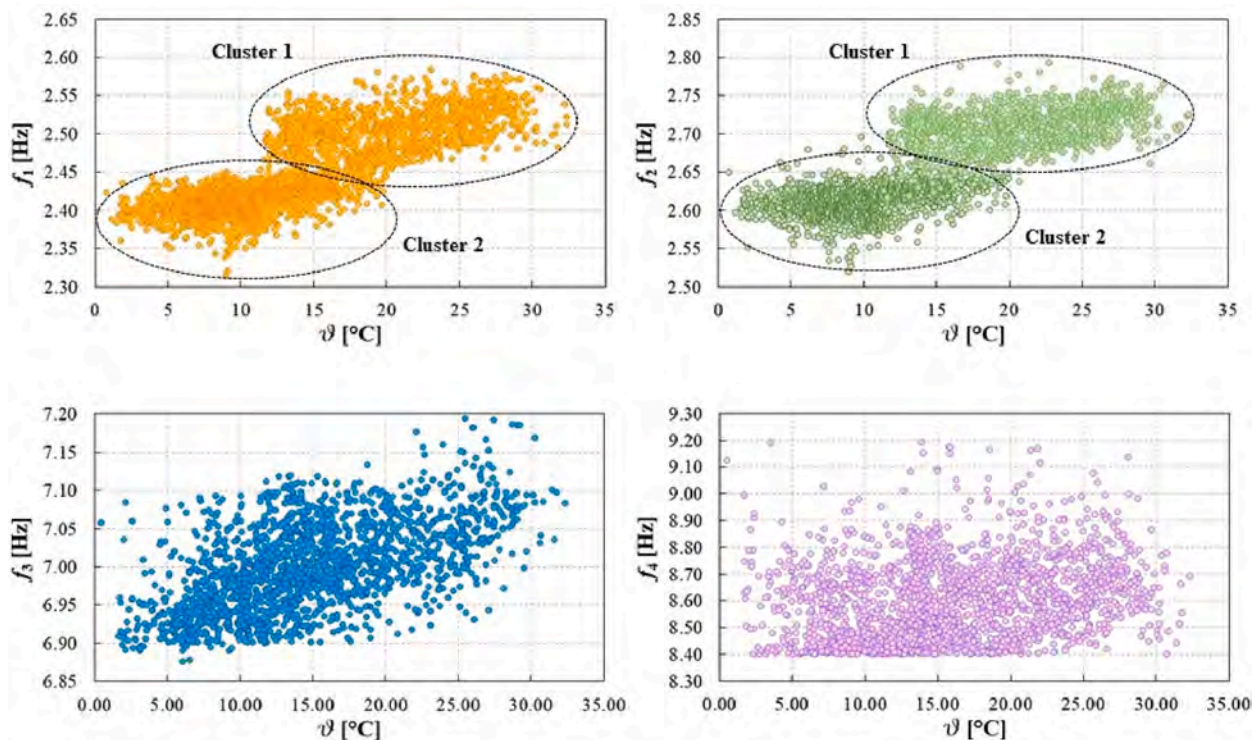 2.65
2.60
2.55
2.50
2.45
2.40
2.35
2.30
f1 [Hz]
Cluster 1
Cluster 2
0 5 10 15 20 25 30 35
ϑ [°C]
2.85
2.80
2.75
2.70
2.65
2.60
2.55
2.50
f2 [Hz]
Cluster 1
Cluster 2
0 5 10 15 20 25 30 35
ϑ [°C]
7.20
7.10
7.05
7.00
6.95
6.90
6.85
f3 [Hz]
0.00 5.00 10.00 15.00 20.00 25.00 30.00 35.00
ϑ [°C]
9.30
9.20
9.10
9.00
8.90
8.80
8.70
8.60
8.50
8.40
8.30
f4 [Hz]
0.00 5.00 10.00 15.00 20.00 25.00 30.00 35.00
ϑ [°C]